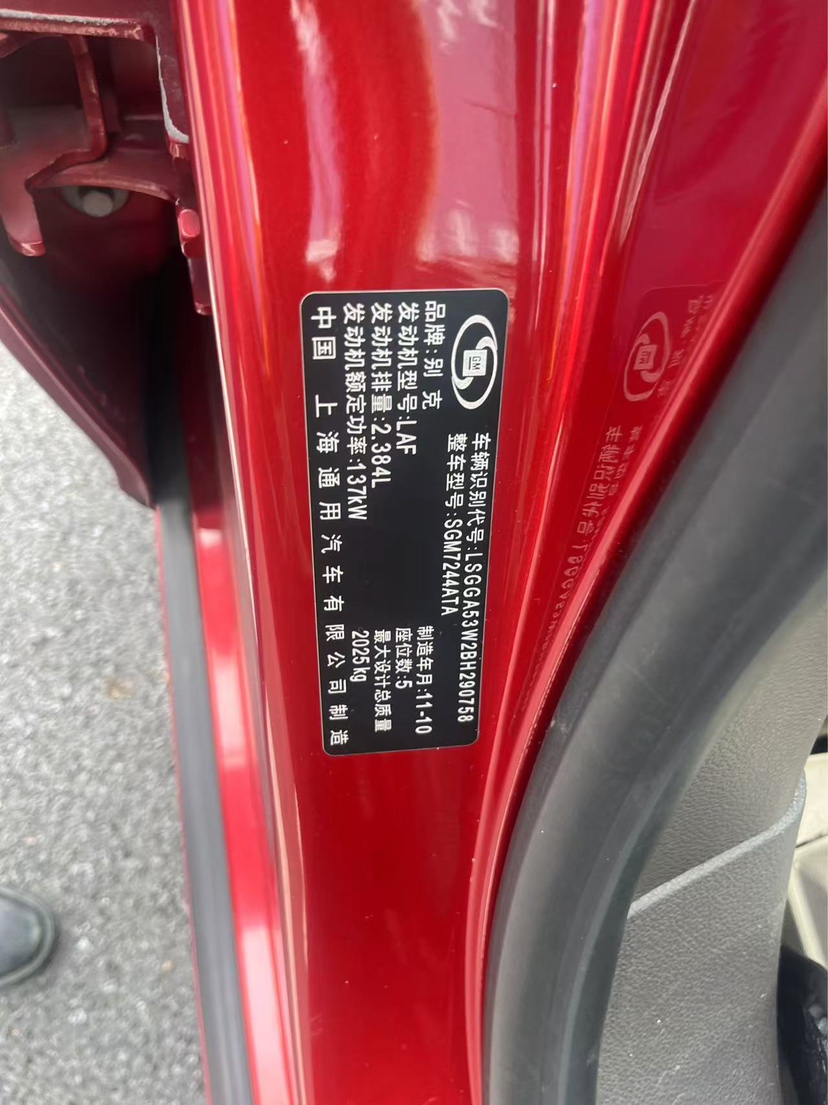 GM
车辆识别代号:LSGGA53W2BH290758
整车型号:SGM7244ATA
品牌:别克
发动机型号:LAF
发动机排量:2.384L
发动机额定功率:137kW
制造年月:11-10
座位数:5
最大设计总质量
2025kg
中国 上海通用汽车有限公司制造